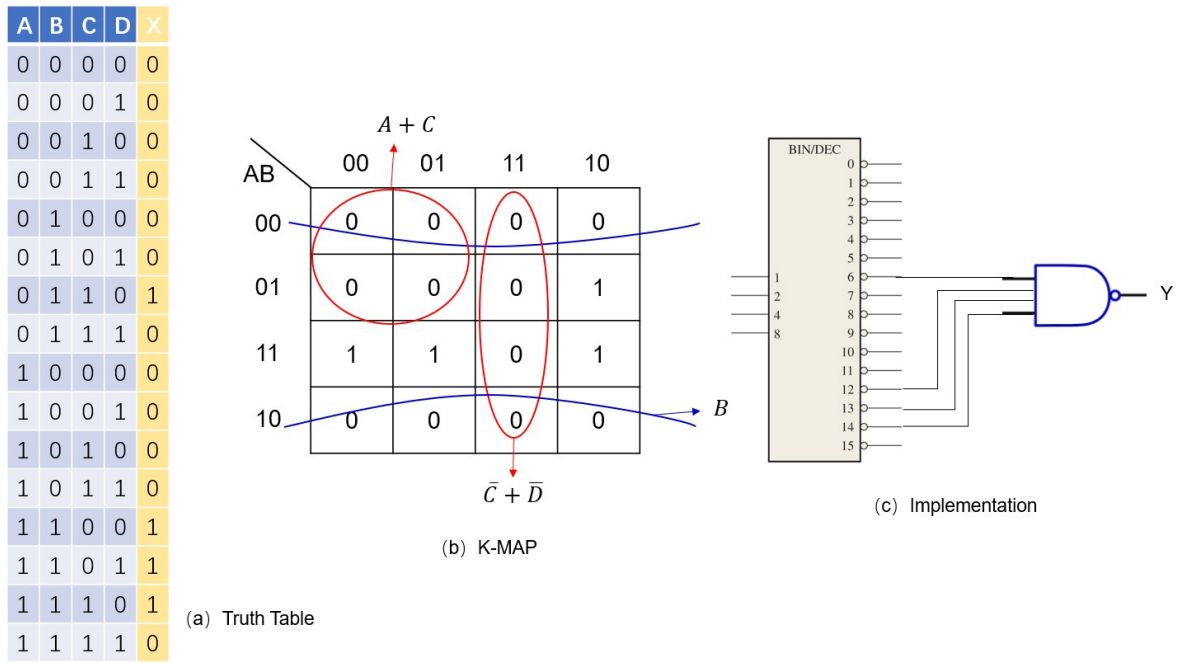 A B C D X
0 0 0 0 0
0 0 0 1 0
0 0 1 0 0
0 0 1 1 0
0 1 0 0 0
0 1 0 1 0
0 1 1 0 1
0 1 1 1 0
1 0 0 0 0
1 0 0 1 0
1 0 1 0 0
1 0 1 1 0
1 1 0 0 1
1 1 0 1 1
1 1 1 0 1
1 1 1 1 0
(a) Truth Table
A + C
AB 00 01 11 10
00 0 0 0 0
01 0 0 0 1
11 1 1 0 1
10 0 0 0 0
B
C̄ + D̄
(b) K-MAP
BIN/DEC
1
2
4
8
0
1
2
3
4
5
6
7
8
9
10
11
12
13
14
15
Y
(c) Implementation